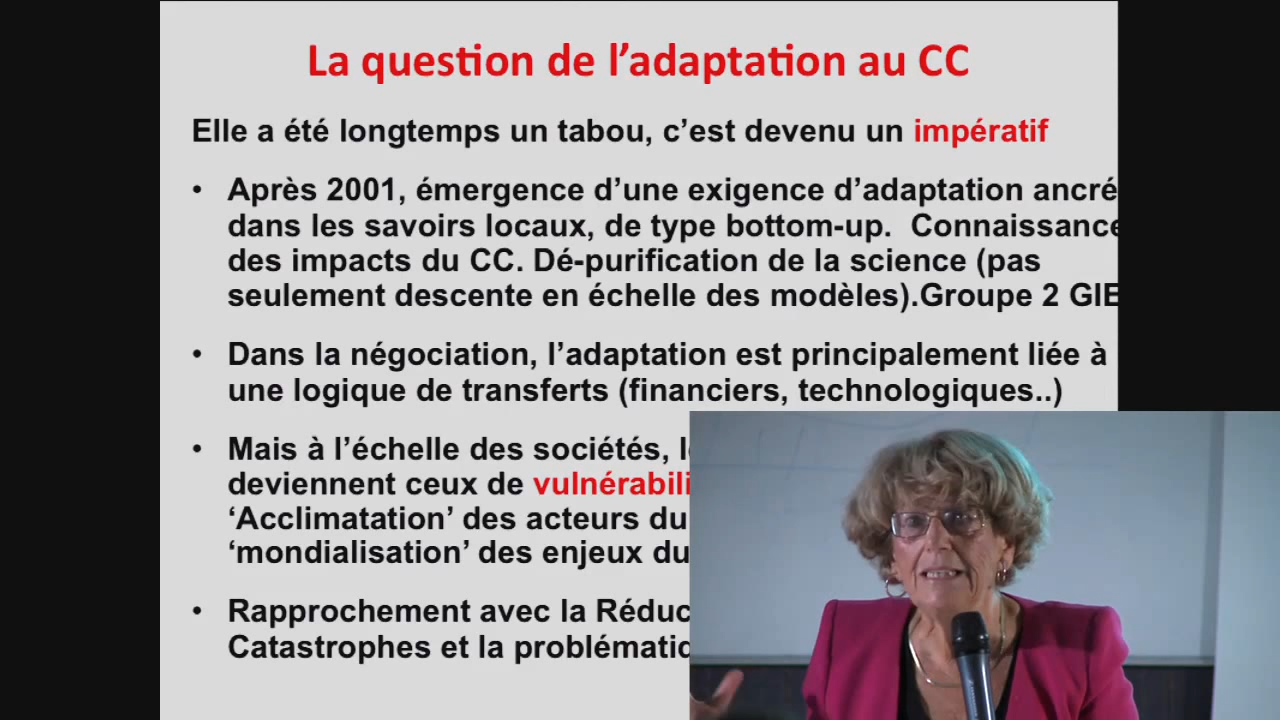 La question de l’adaptation au CC
Elle a été longtemps un tabou, c’est devenu un impératif
• Après 2001, émergence d’une exigence d’adaptation ancré
dans les savoirs locaux, de type bottom-up. Connaissance
des impacts du CC. Dé-purification de la science (pas
seulement descente en échelle des modèles).Groupe 2 GIE
• Dans la négociation, l’adaptation est principalement liée à
une logique de transferts (financiers, technologiques..)
• Mais à l’échelle des sociétés,
deviennent ceux de vulnérabili
‘Acclimatation’ des acteurs du
‘mondialisation’ des enjeux du
• Rapprochement avec la Réduc
Catastrophes et la problématiq